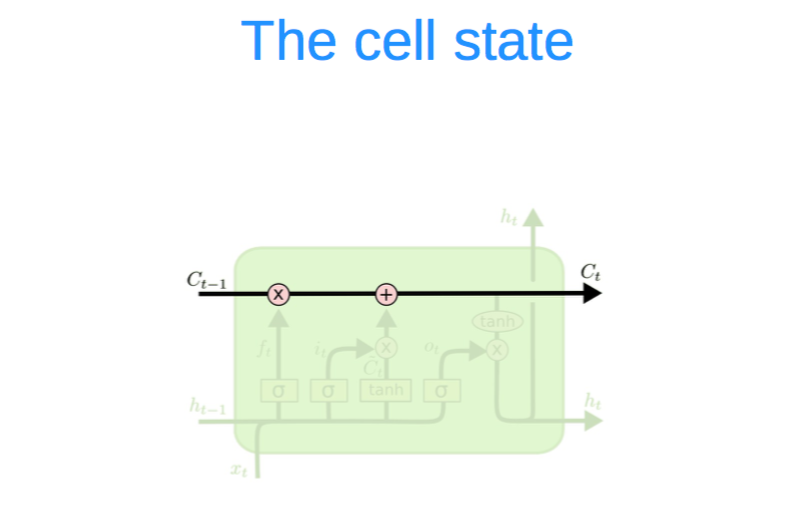 The cell state
h_t
C_{t-1} x + C_t
tanh
f_t i_t x o_t x
C̃_t
σ σ tanh σ
h_{t-1} h_t
x_t